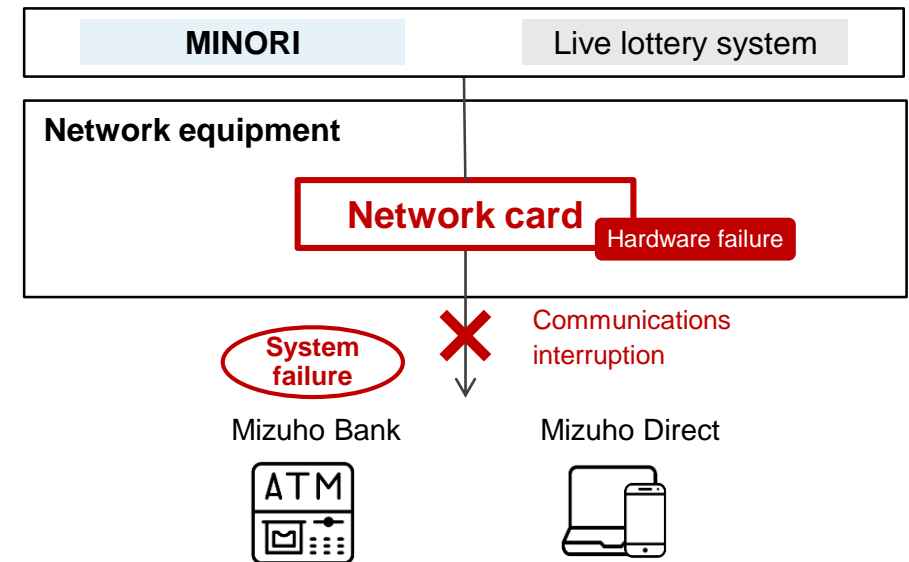 MINORI
Live lottery system
Network equipment
Network card
Hardware failure
Communications
interruption
System
failure
Mizuho Bank
Mizuho Direct
ATM